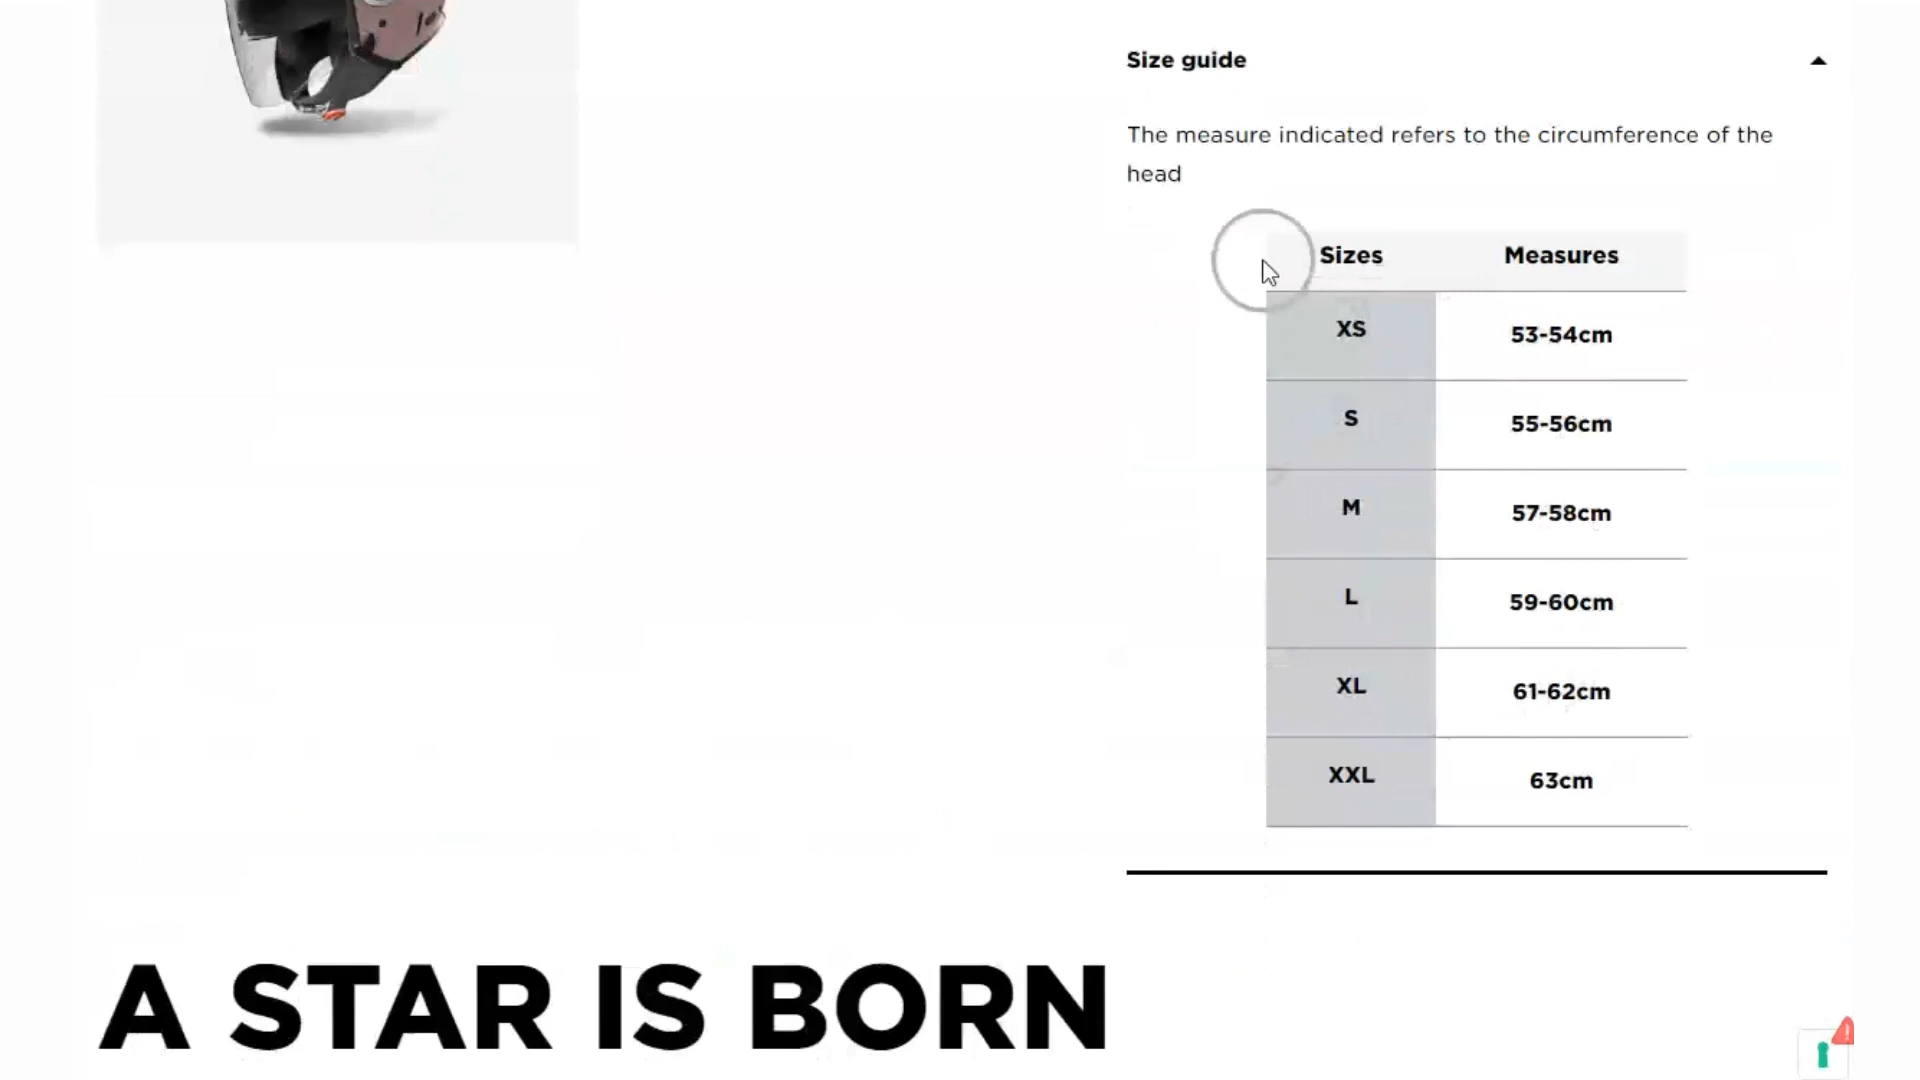 Size guide
The measure indicated refers to the circumference of the
head
Sizes Measures
XS 53-54cm
S 55-56cm
M 57-58cm
L 59-60cm
XL 61-62cm
XXL 63cm
A STAR IS BORN